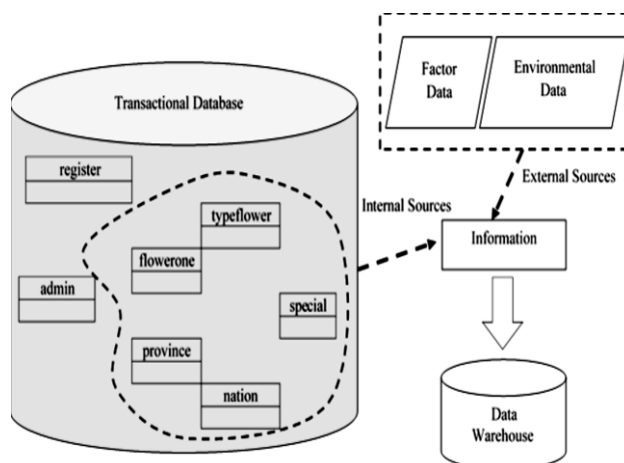 Transactional Database
register
typeflower
flowerone
admin
special
province
nation
Factor
Data
Environmental
Data
External Sources
Internal Sources
Information
Data
Warehouse